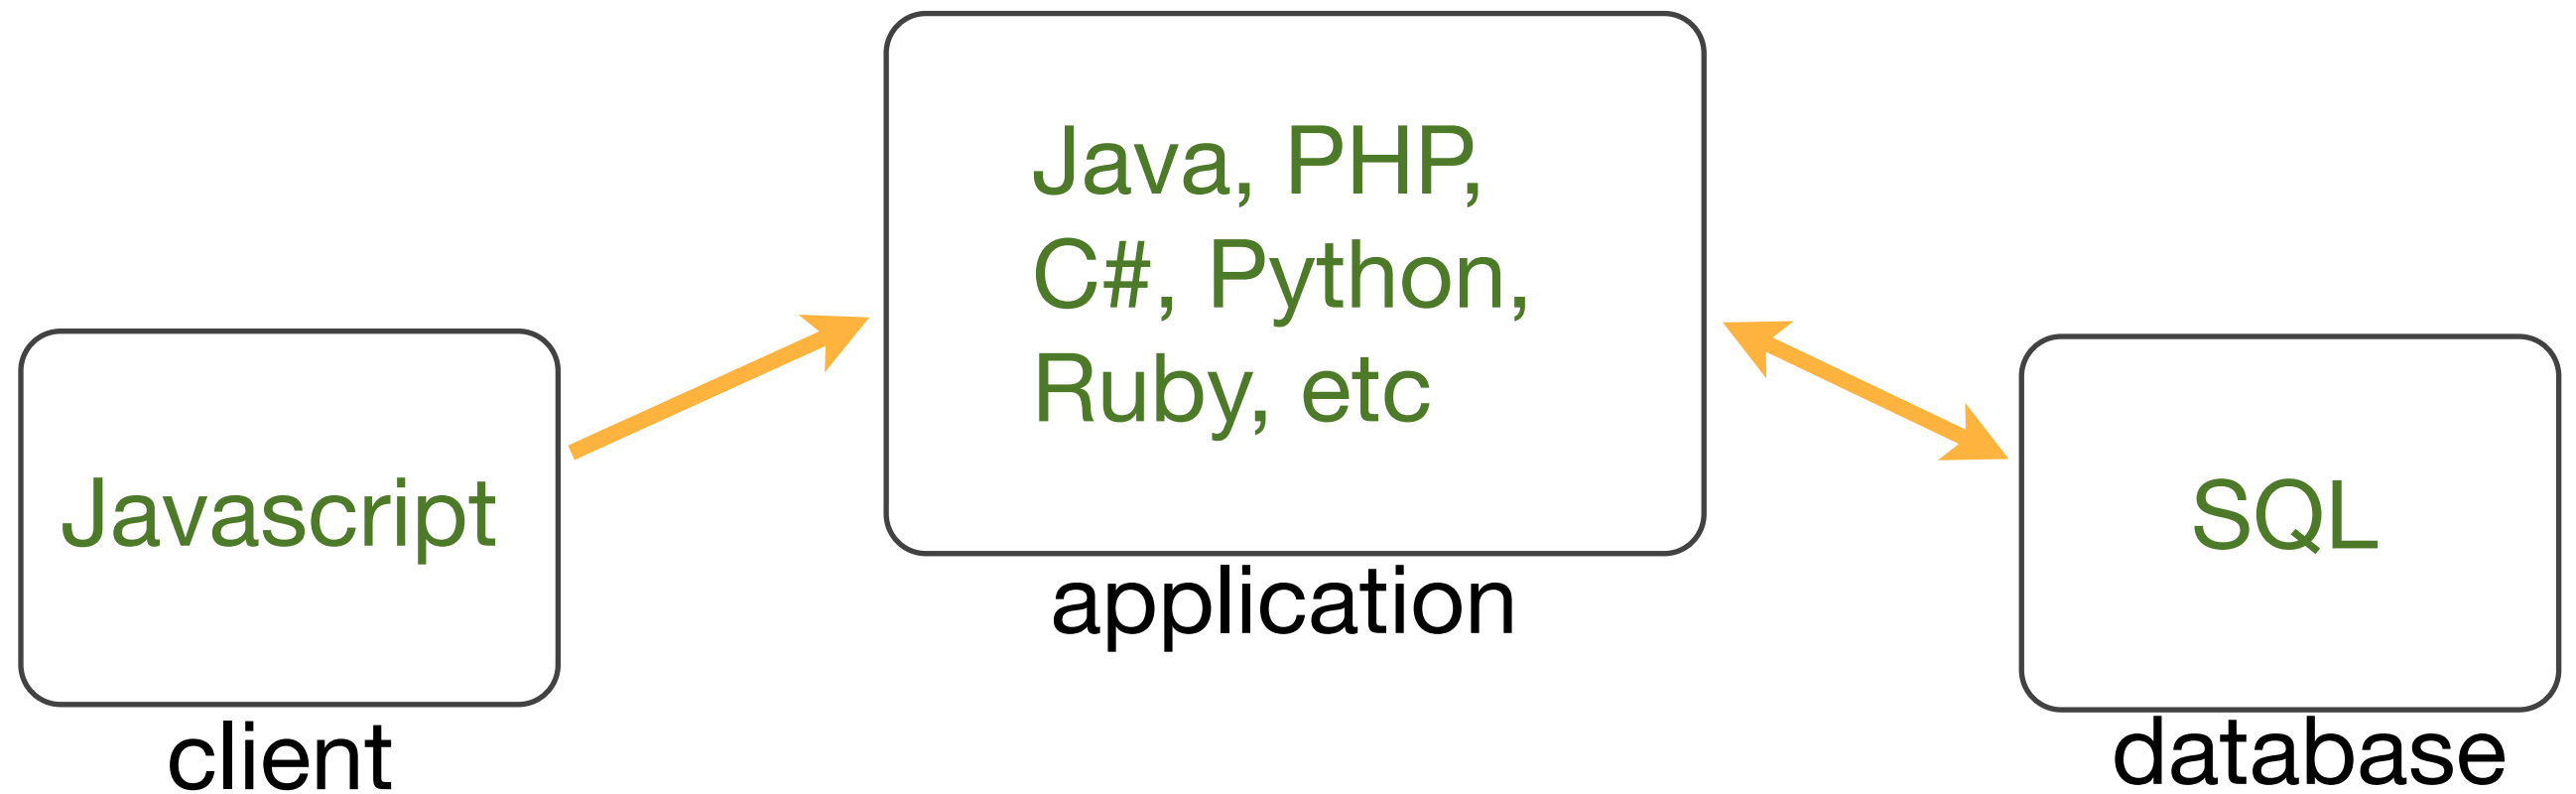 Javascript
client
Java, PHP,
C#, Python,
Ruby, etc
application
SQL
database